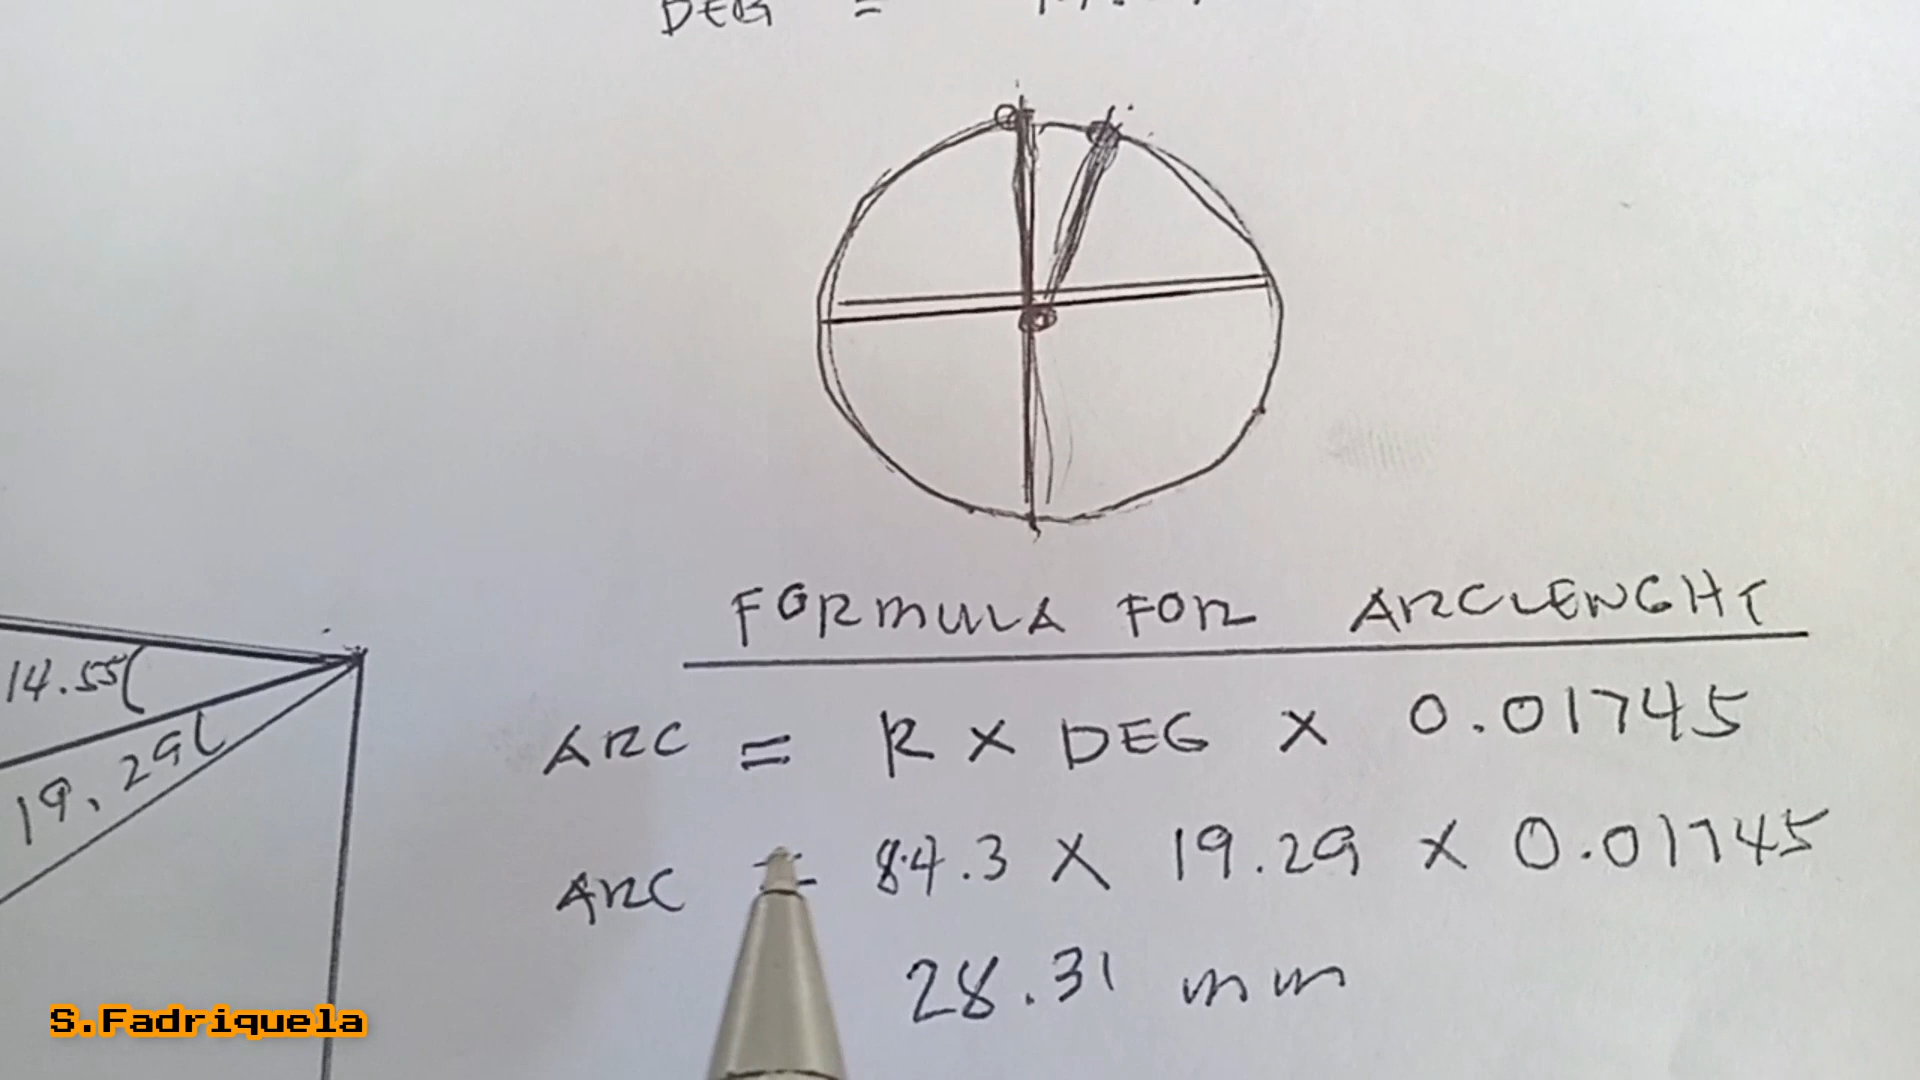 DEG =
FORMULA FOR ARCLENGHT
ARC = R X DEG X 0.01745
14.55
19.29
ARC = 84.3 X 19.29 X 0.01745
28.31 mm
S.Fadriquela